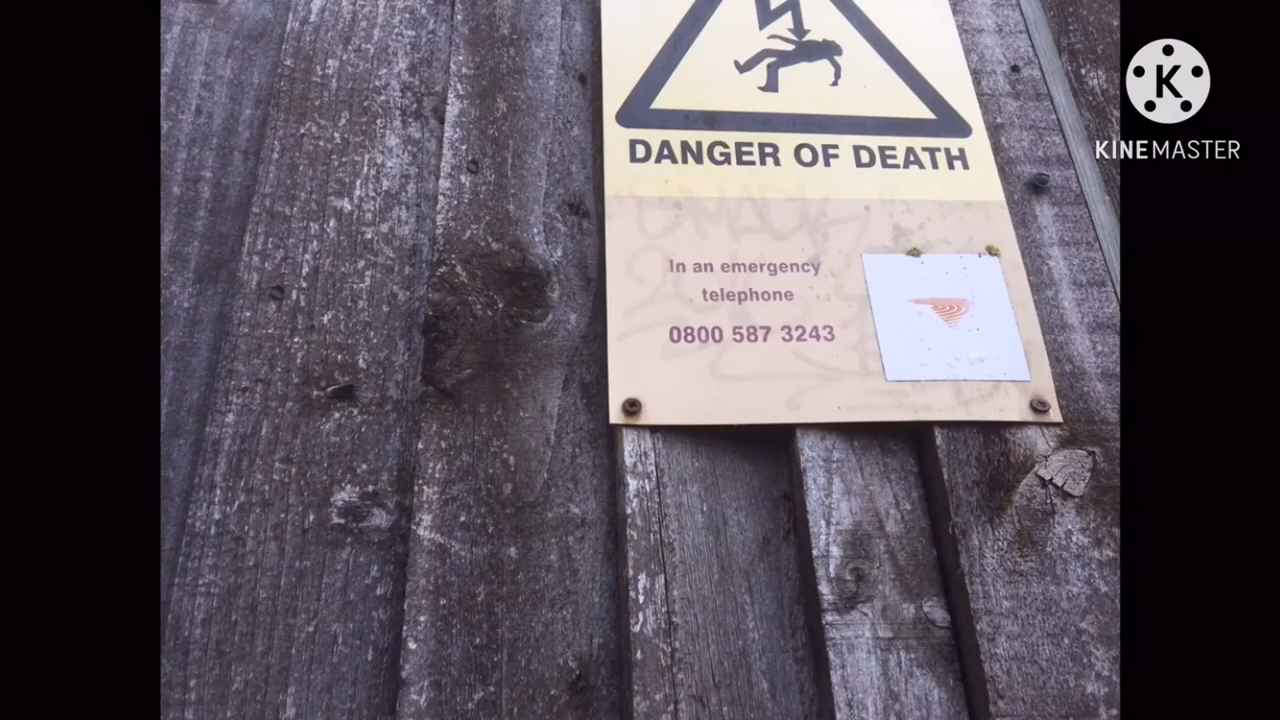 K
KINEMASTER
DANGER OF DEATH
In an emergency
telephone
0800 587 3243